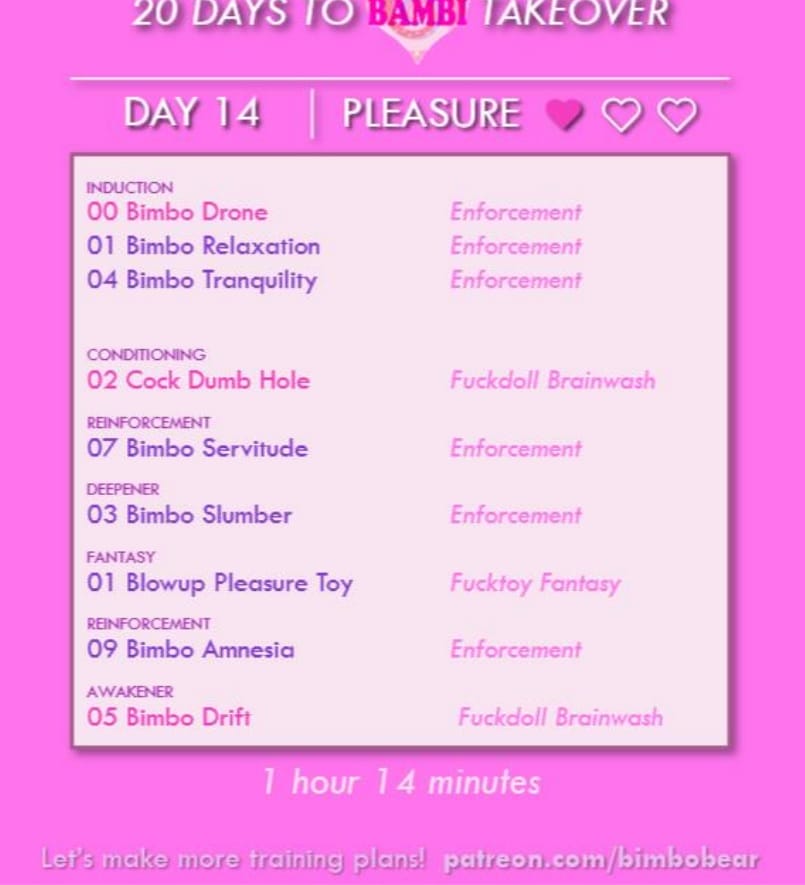 20 DAYS TO BAMBI TAKEOVER
DAY 14 | PLEASURE
INDUCTION
00 Bimbo Drone Enforcement
01 Bimbo Relaxation Enforcement
04 Bimbo Tranquility Enforcement
CONDITIONING
02 Cock Dumb Hole Fuckdoll Brainwash
REINFORCEMENT
07 Bimbo Servitude Enforcement
DEEPENER
03 Bimbo Slumber Enforcement
FANTASY
01 Blowup Pleasure Toy Fucktoy Fantasy
REINFORCEMENT
09 Bimbo Amnesia Enforcement
AWAKENER
05 Bimbo Drift Fuckdoll Brainwash
1 hour 14 minutes
Let's make more training plans! patreon.com/bimbobear